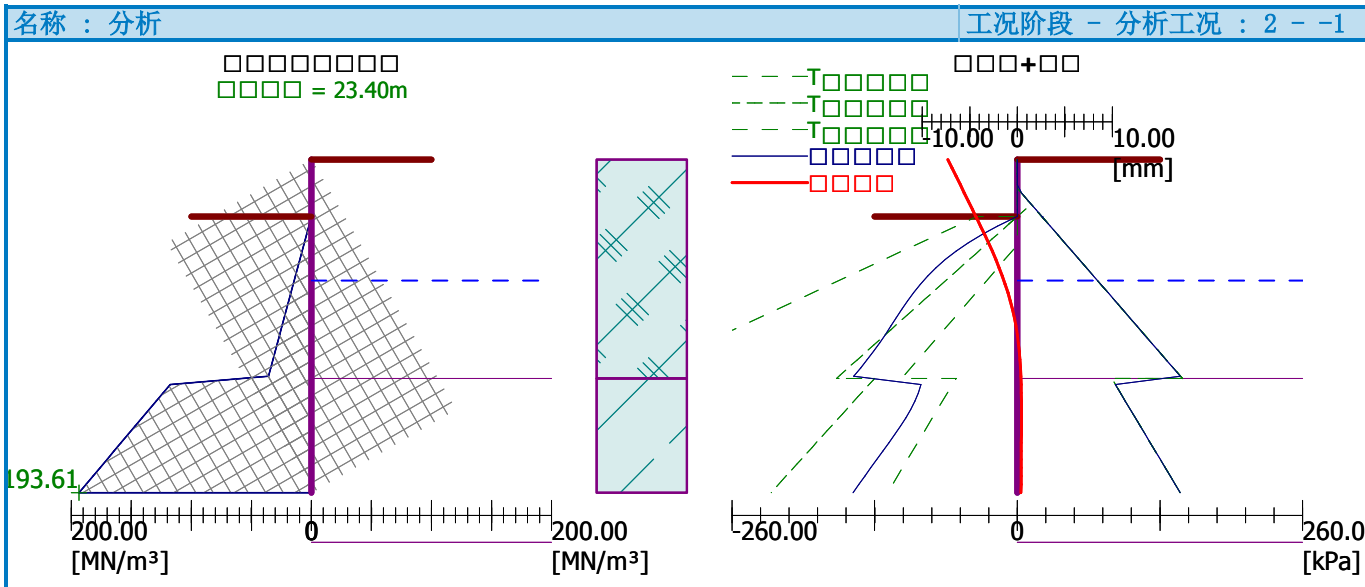 名称 : 分析
工况阶段 - 分析工况 : 2 - -1
□□□□□□□□
□□□□ = 23.40m
T□□□□□
T□□□□□
T□□□□□
□□□□□
□□□□
□□□+□□
-10.00 0 10.00
[mm]
193.61
200.00 0 200.00
[MN/m³] [MN/m³]
-260.00 0 260.0
[kPa]